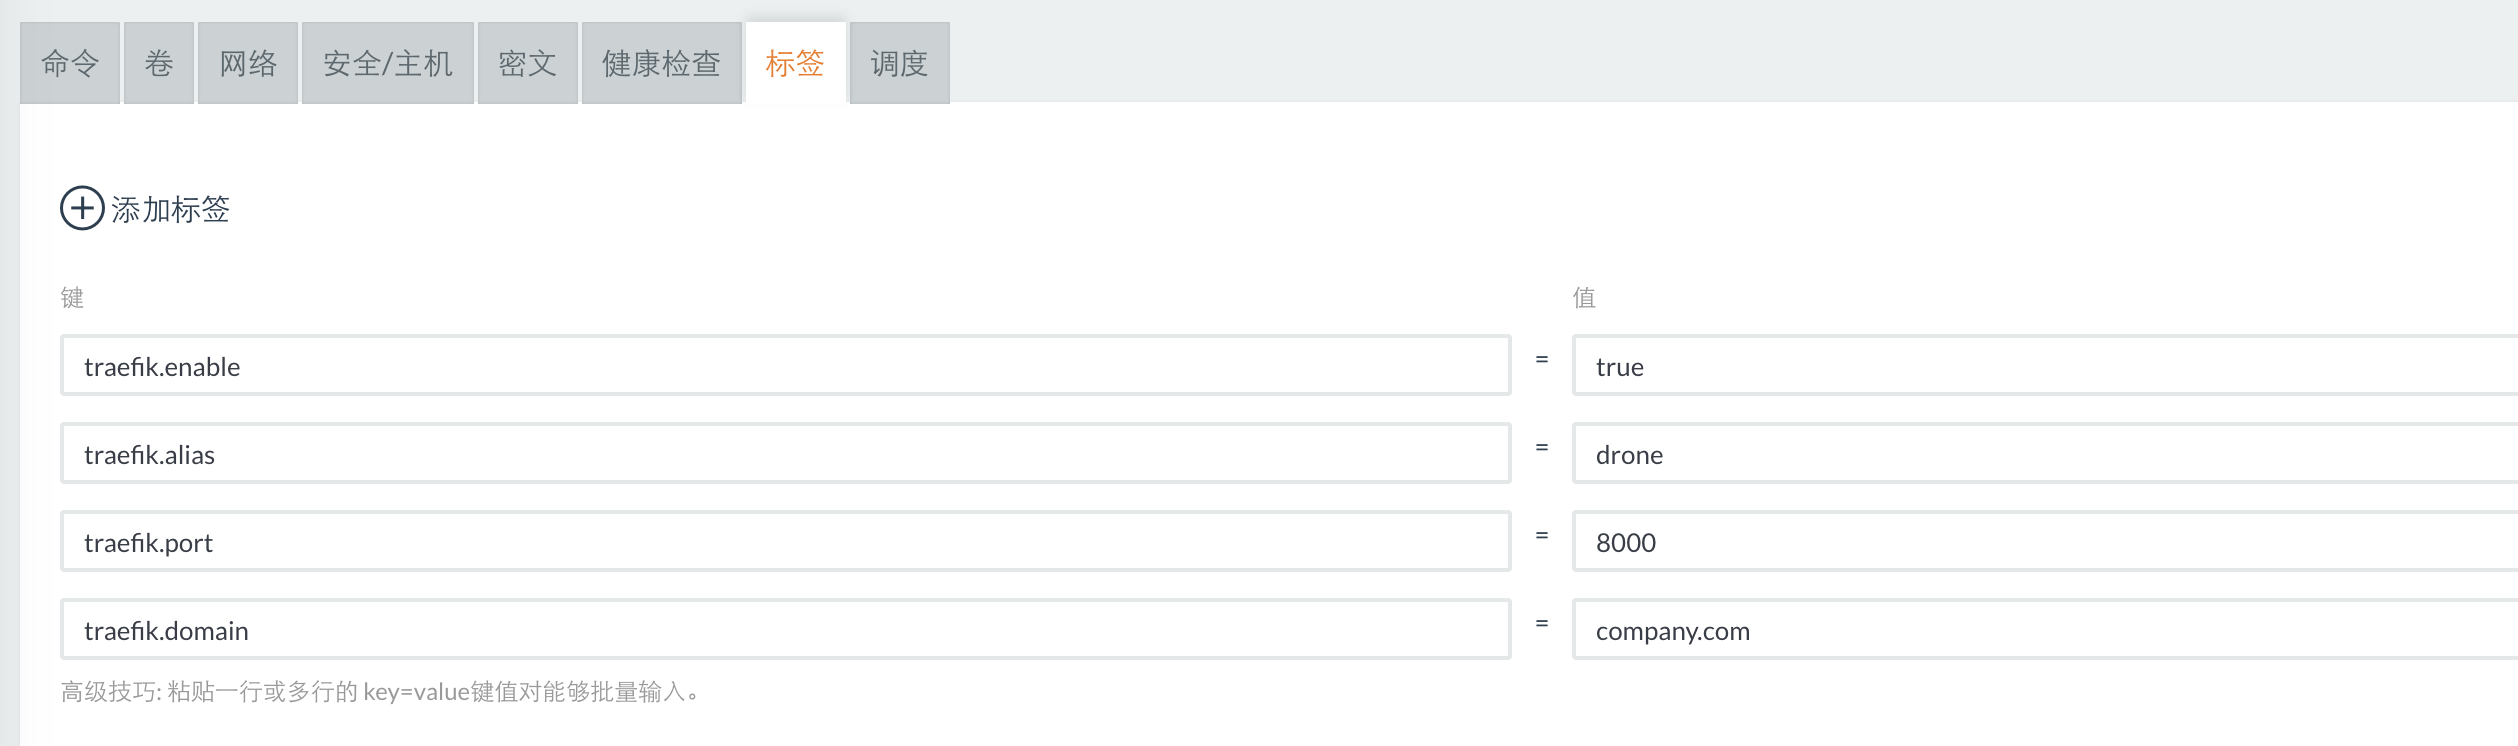 命令 卷 网络 安全/主机 密文 健康检查 标签 调度
添加标签
键 值
traefik.enable = true
traefik.alias = drone
traefik.port = 8000
traefik.domain = company.com
高级技巧: 粘贴一行或多行的 key=value键值对能够批量输入。